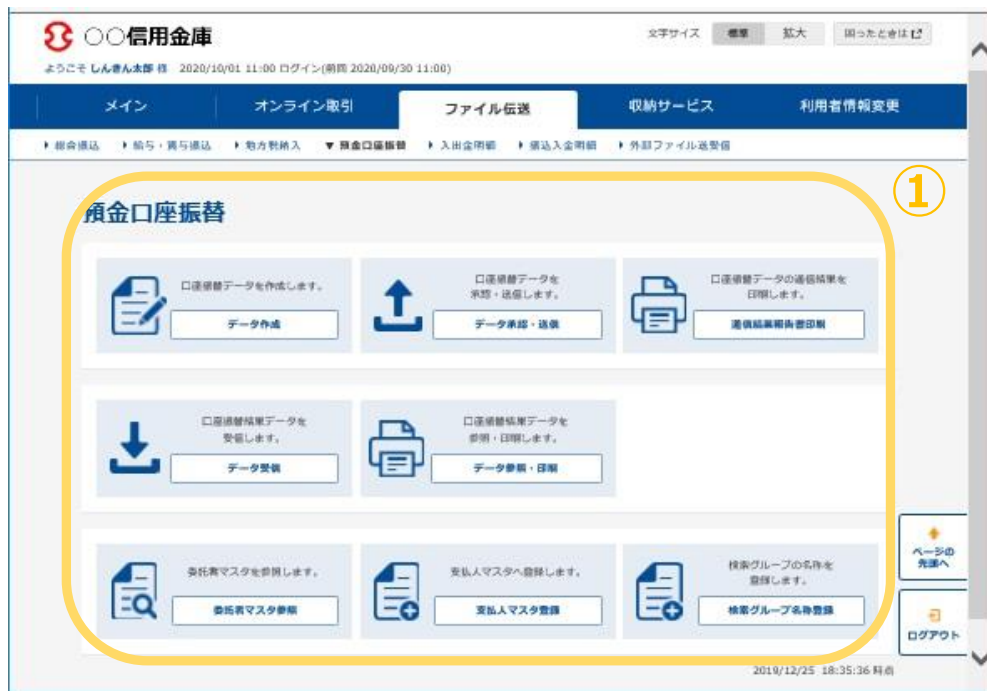 ○○信用金庫
文字サイズ 標準 拡大 困ったときは
ようこそ しんきん太郎 様 2020/10/01 11:00 ログイン(前回 2020/09/30 11:00)
メイン オンライン取引 ファイル伝送 収納サービス 利用者情報変更
総合振込 給与・賞与振込 地方税納入 ▼ 預金口座振替 入出金明細 振込入金明細 外部ファイル送受信
①
預金口座振替
口座振替データを作成します。
データ作成
口座振替データを
承認・送信します。
データ承認・送信
口座振替データの通信結果を
印刷します。
通信結果報告書印刷
口座振替結果データを
受信します。
データ受信
口座振替結果データを
参照・印刷します。
データ参照・印刷
委託者マスタを参照します。
委託者マスタ参照
支払人マスタへ登録します。
支払人マスタ登録
検索グループの名称を
登録します。
検索グループ名称登録
ページの
先頭へ
ログアウト
2019/12/25 18:35:36 時点